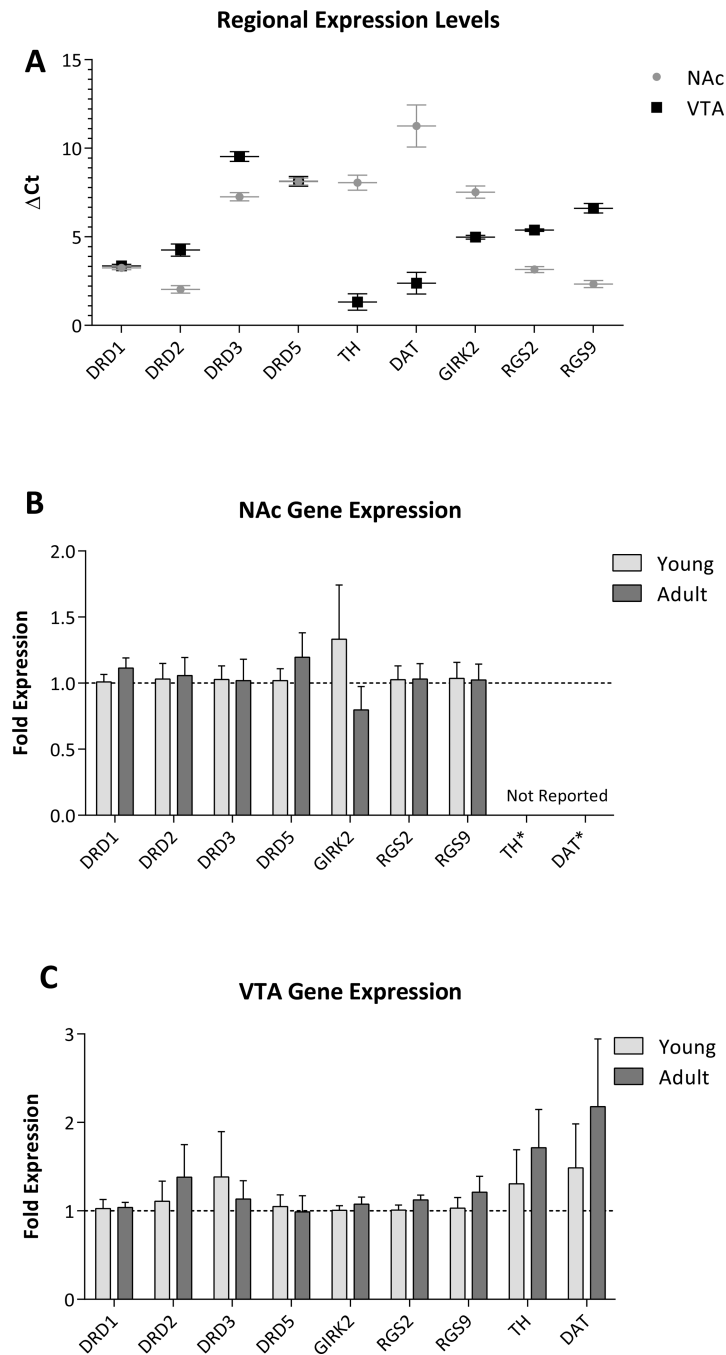 Regional Expression Levels
A
15
10
5
0
ΔCt
NAc
VTA
DRD1
DRD2
DRD3
DRD5
TH
DAT
GIRK2
RGS2
RGS9
B
NAc Gene Expression
2.0
1.5
1.0
0.5
0.0
Fold Expression
Young
Adult
Not Reported
DRD1
DRD2
DRD3
DRD5
GIRK2
RGS2
RGS9
TH*
DAT*
C
VTA Gene Expression
3
2
1
0
Fold Expression
Young
Adult
DRD1
DRD2
DRD3
DRD5
GIRK2
RGS2
RGS9
TH
DAT